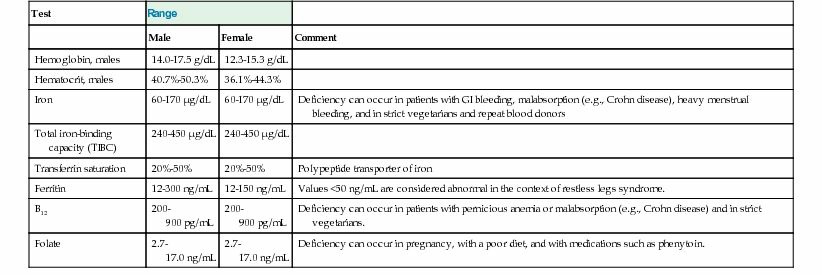 Test Range
Male Female Comment
Hemoglobin, males 14.0-17.5 g/dL 12.3-15.3 g/dL
Hematocrit, males 40.7%-50.3% 36.1%-44.3%
Iron 60-170 µg/dL 60-170 µg/dL Deficiency can occur in patients with GI bleeding, malabsorption (e.g., Crohn disease), heavy menstrual
bleeding, and in strict vegetarians and repeat blood donors
Total iron-binding 240-450 µg/dL 240-450 µg/dL
capacity (TIBC)
Transferrin saturation 20%-50% 20%-50% Polypeptide transporter of iron
Ferritin 12-300 ng/mL 12-150 ng/mL Values <50 ng/mL are considered abnormal in the context of restless legs syndrome.
B₁₂ 200- 200- Deficiency can occur in patients with pernicious anemia or malabsorption (e.g., Crohn disease) and in strict
900 pg/mL 900 pg/mL vegetarians.
Folate 2.7- 2.7- Deficiency can occur in pregnancy, with a poor diet, and with medications such as phenytoin.
17.0 ng/mL 17.0 ng/mL